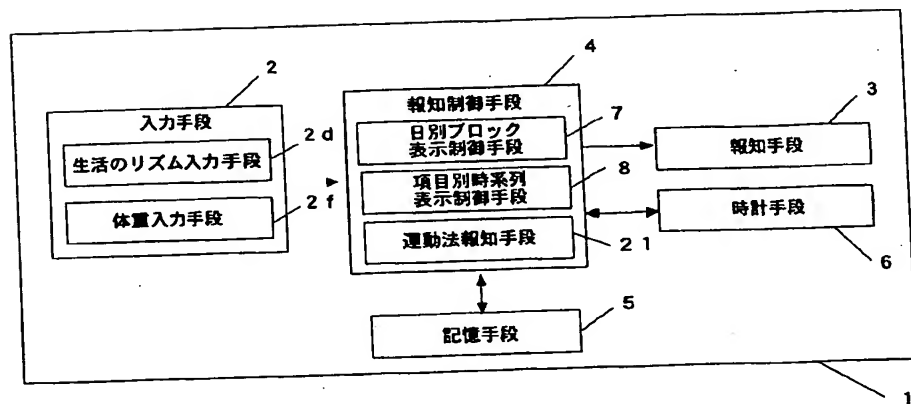 2
4
3
入力手段
報知制御手段
生活のリズム入力手段
2d
日別ブロック
表示制御手段
7
報知手段
体重入力手段
2f
項目別時系列
表示制御手段
8
時計手段
運動法報知手段
21
6
記憶手段
5
1